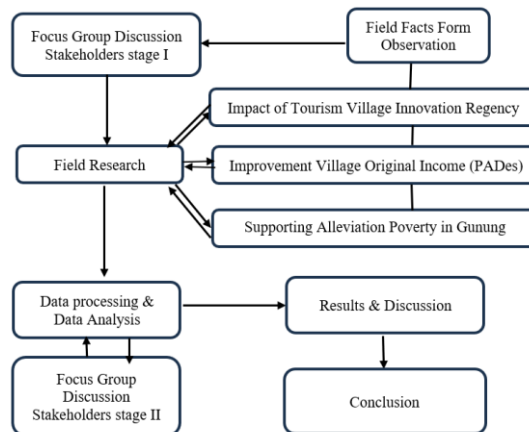 Focus Group Discussion
Stakeholders stage I
Field Facts Form
Observation
Impact of Tourism Village Innovation Regency
Field Research
Improvement Village Original Income (PADes)
Supporting Alleviation Poverty in Gunung
Data processing &
Data Analysis
Results & Discussion
Focus Group
Discussion
Stakeholders stage II
Conclusion